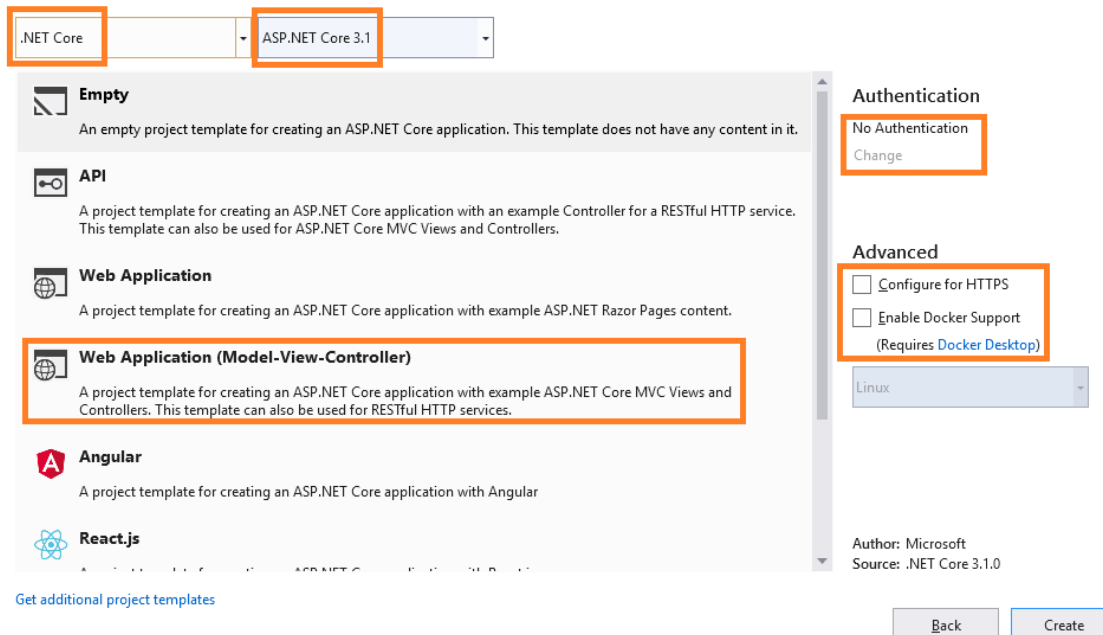 .NET Core
ASP.NET Core 3.1
Empty
An empty project template for creating an ASP.NET Core application. This template does not have any content in it.
API
A project template for creating an ASP.NET Core application with an example Controller for a RESTful HTTP service.
This template can also be used for ASP.NET Core MVC Views and Controllers.
Web Application
A project template for creating an ASP.NET Core application with example ASP.NET Razor Pages content.
Web Application (Model-View-Controller)
A project template for creating an ASP.NET Core application with example ASP.NET Core MVC Views and
Controllers. This template can also be used for RESTful HTTP services.
Angular
A project template for creating an ASP.NET Core application with Angular
React.js
Get additional project templates
Authentication
No Authentication
Change
Advanced
Configure for HTTPS
Enable Docker Support
(Requires Docker Desktop)
Linux
Author: Microsoft
Source: .NET Core 3.1.0
Back
Create